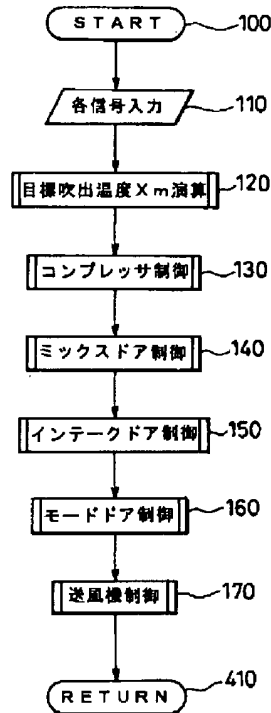 START
100
各信号入力
110
目標吹出温度Xm演算
120
コンプレッサ制御
130
ミックスドア制御
140
インテークドア制御
150
モードドア制御
160
送風機制御
170
RETURN
410